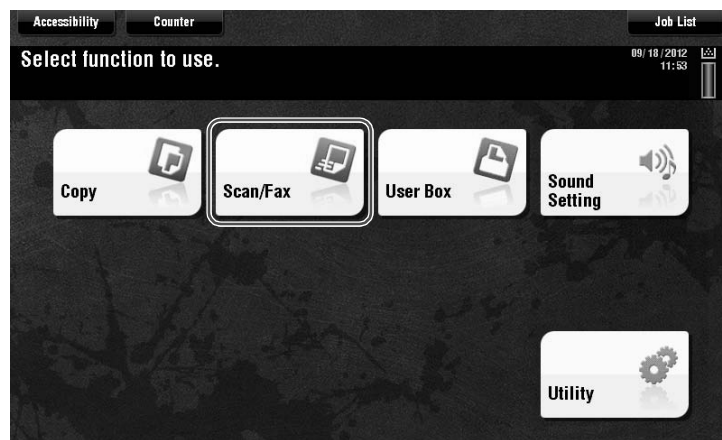 Accessibility Counter Job List
Select function to use.
09/18/2012
11:53
Copy
Scan/Fax
User Box
Sound
Setting
Utility